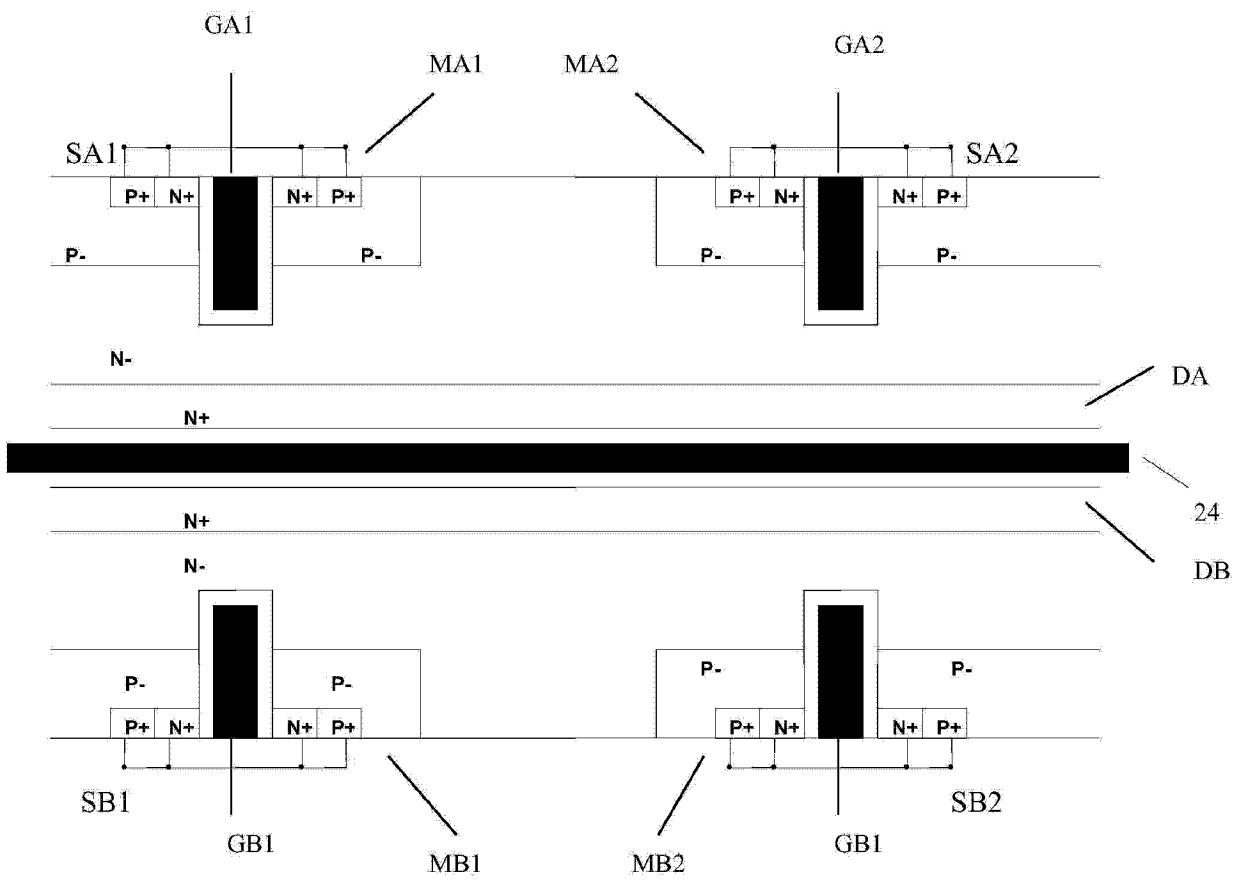 GA1
GA2
MA1 MA2
SA1 SA2
P+ N+ N+ P+ P+ N+ N+ P+
P- P- P- P-
N-
DA
N+
24
N+
DB
N-
P- P- P- P-
P+ N+ N+ P+ P+ N+ N+ P+
SB1 SB2
GB1 MB1 MB2 GB1